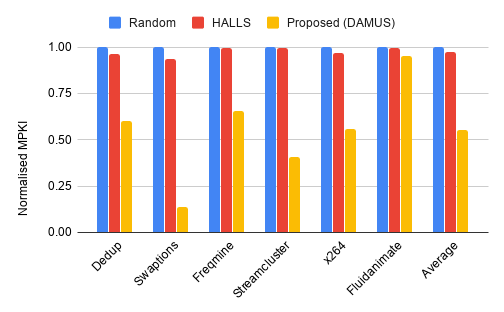 Random HALLS Proposed (DAMUS)
1.00
0.75
0.50
0.25
0.00
Normalised MPKI
Dedup
Swaptions
Freqmine
Streamcluster
x264
Fluidanimate
Average